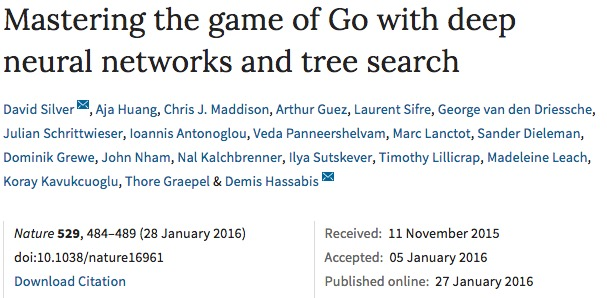 Mastering the game of Go with deep
neural networks and tree search
David Silver, Aja Huang, Chris J. Maddison, Arthur Guez, Laurent Sifre, George van den Driessche,
Julian Schrittwieser, Ioannis Antonoglou, Veda Panneershelvam, Marc Lanctot, Sander Dieleman,
Dominik Grewe, John Nham, Nal Kalchbrenner, Ilya Sutskever, Timothy Lillicrap, Madeleine Leach,
Koray Kavukcuoglu, Thore Graepel & Demis Hassabis
Nature 529, 484–489 (28 January 2016)
doi:10.1038/nature16961
Download Citation
Received: 11 November 2015
Accepted: 05 January 2016
Published online: 27 January 2016